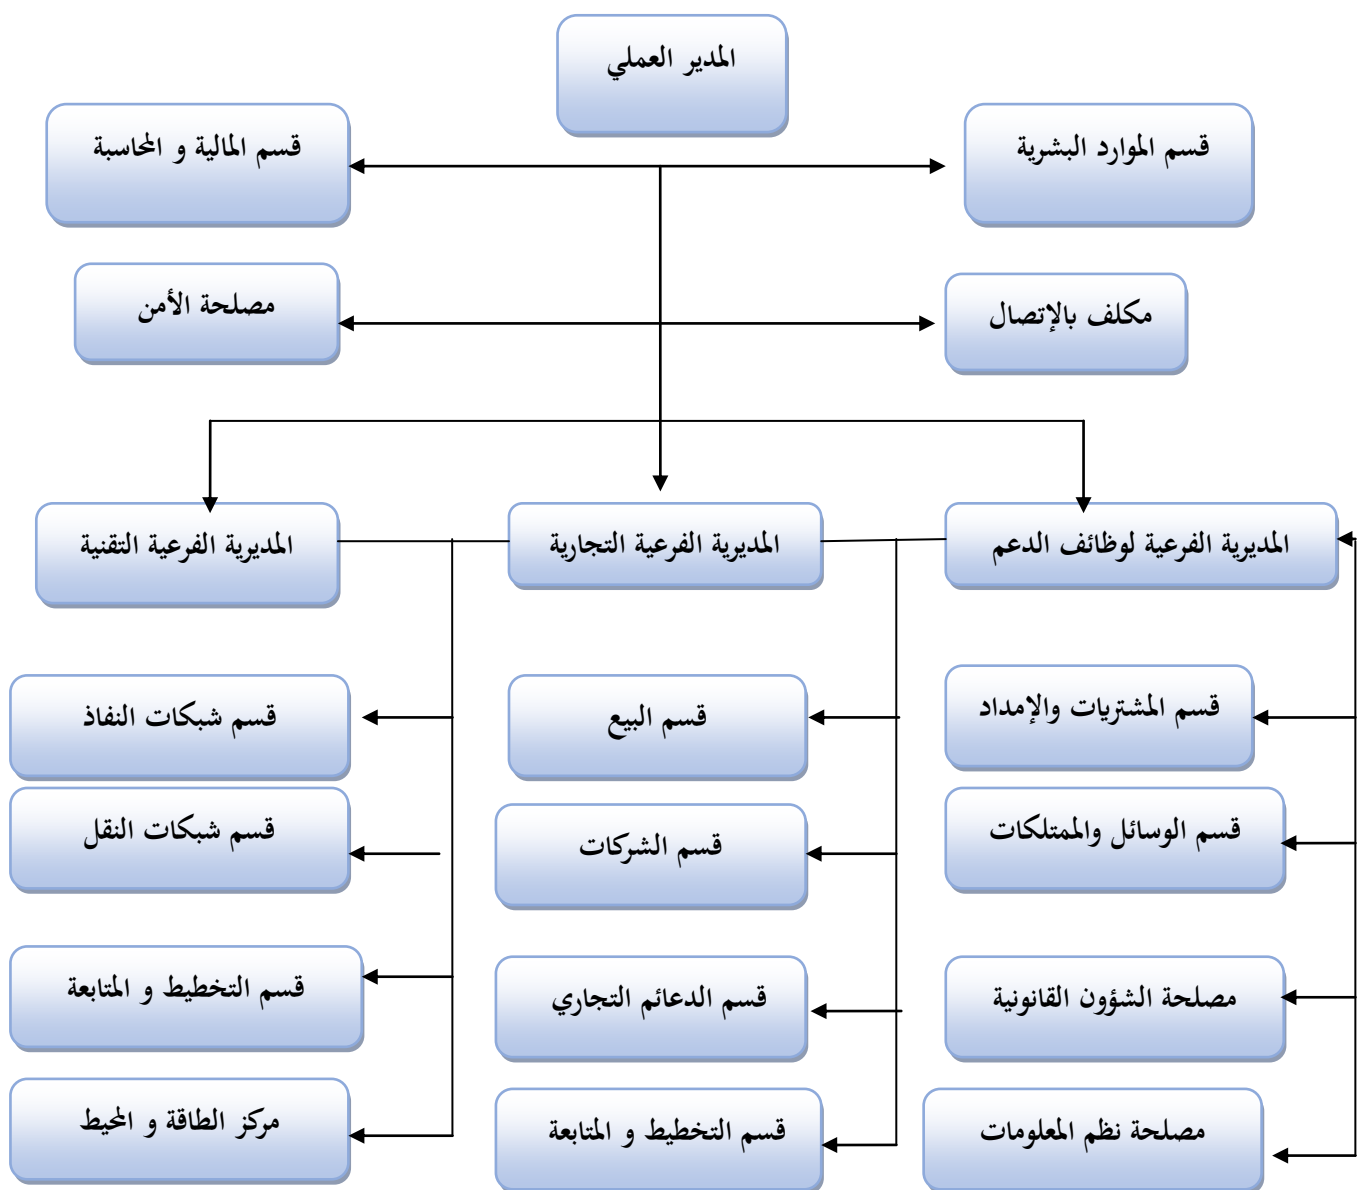 المدير العملي
قسم الموارد البشرية
قسم المالية و المحاسبة
مكلف بالإتصال
مصلحة الأمن
المديرية الفرعية لوظائف الدعم
المديرية الفرعية التجارية
المديرية الفرعية التقنية
قسم المشتريات والإمداد
قسم البيع
قسم شبكات النفاذ
قسم الوسائل والممتلكات
قسم الشركات
قسم شبكات النقل
مصلحة الشؤون القانونية
قسم الدعائم التجاري
قسم التخطيط و المتابعة
مصلحة نظم المعلومات
قسم التخطيط و المتابعة
مركز الطاقة و المحيط